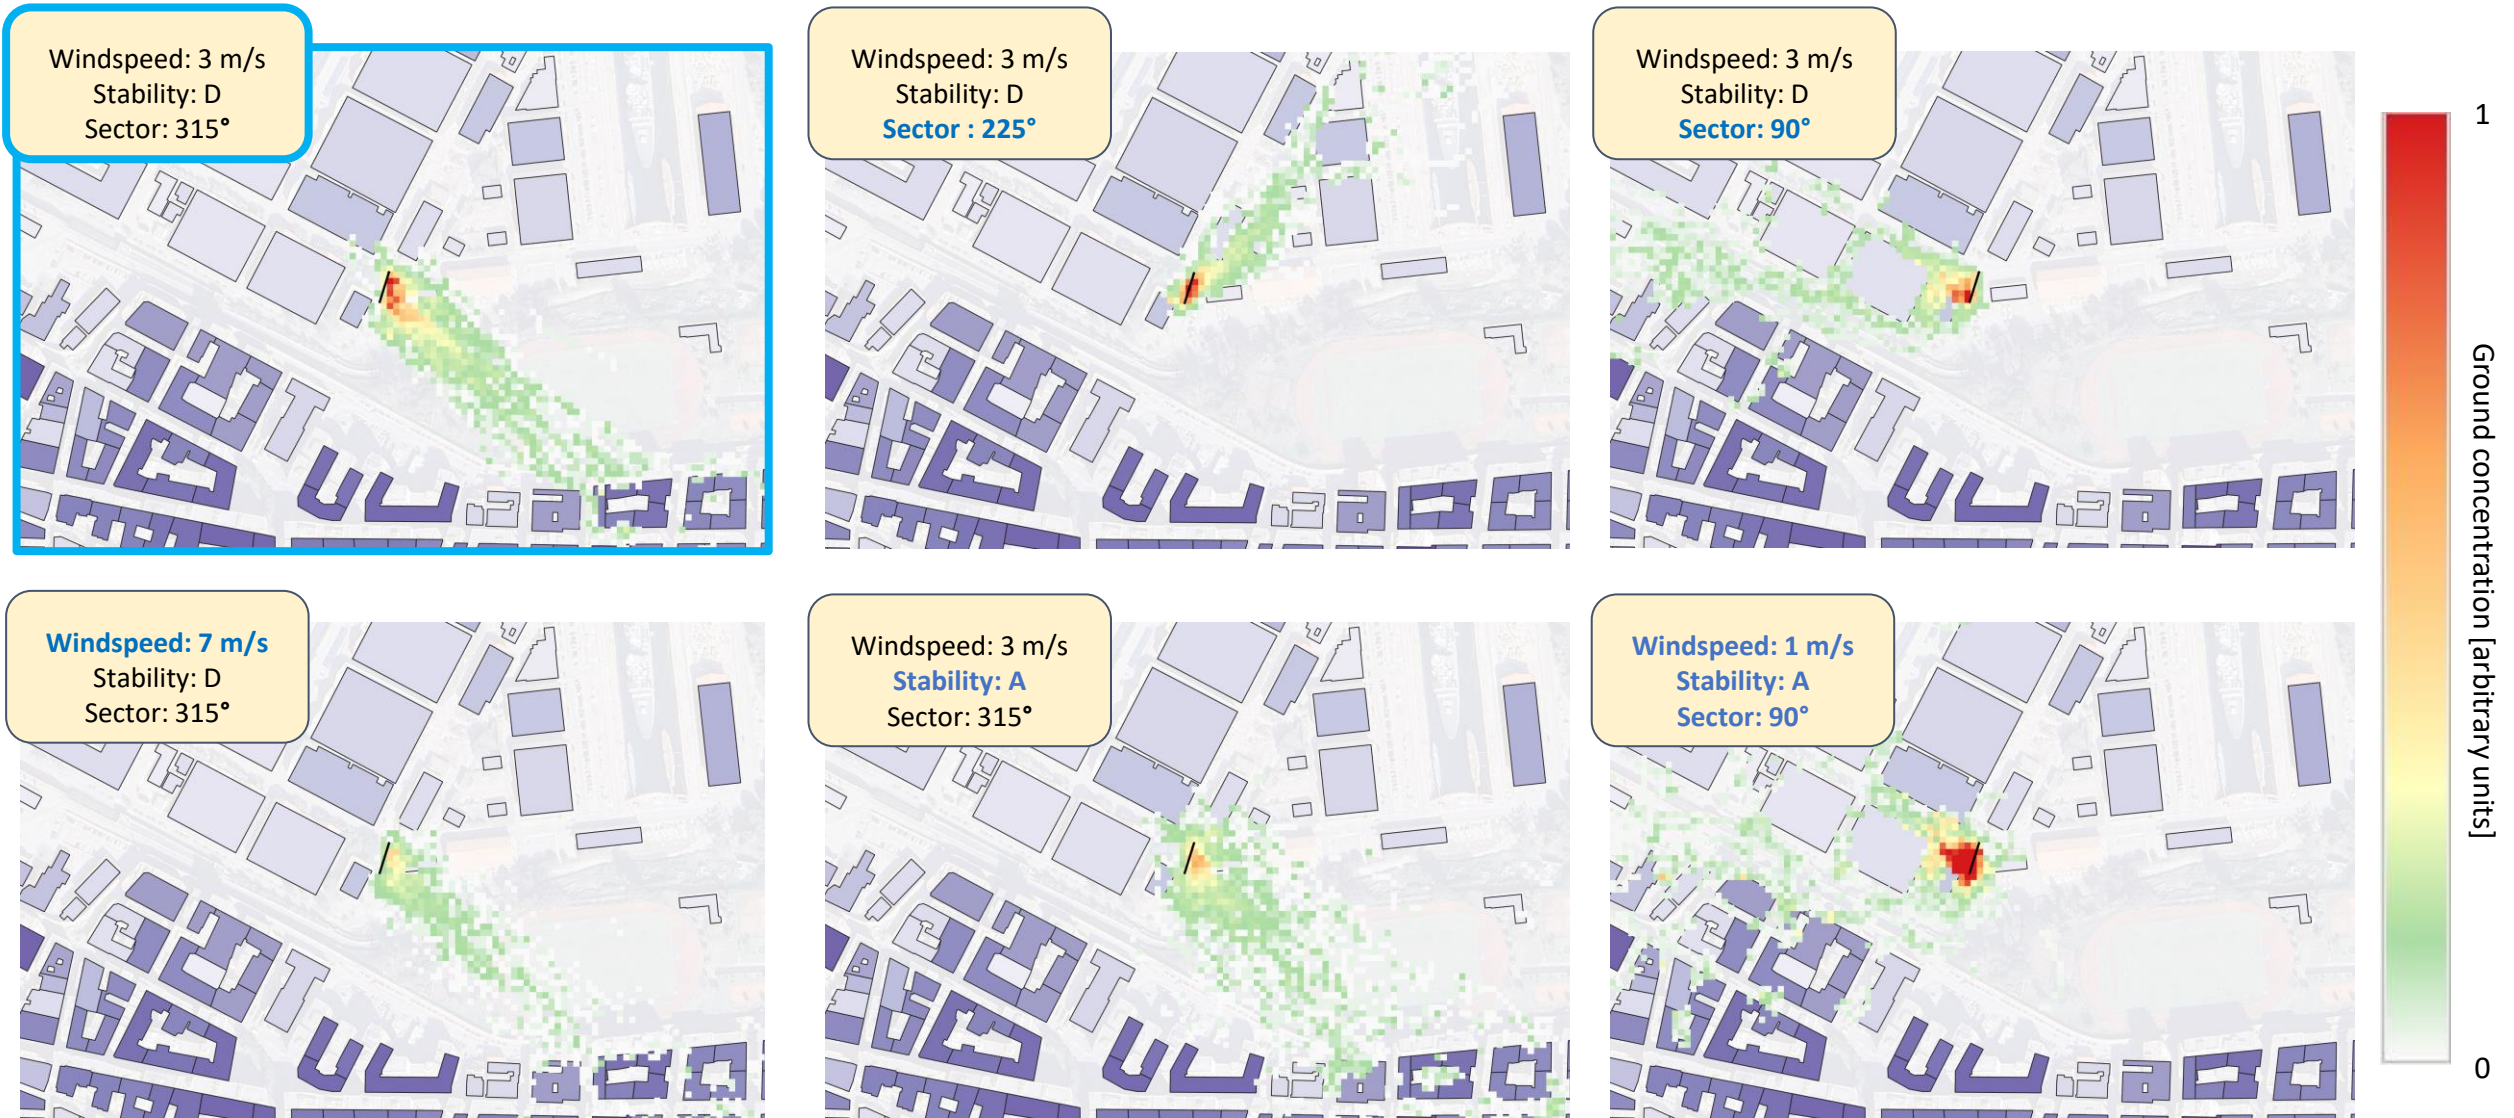 Windspeed: 3 m/s
Stability: D
Sector: 315°
Windspeed: 3 m/s
Stability: D
Sector : 225°
Windspeed: 3 m/s
Stability: D
Sector: 90°
Windspeed: 7 m/s
Stability: D
Sector: 315°
Windspeed: 3 m/s
Stability: A
Sector: 315°
Windspeed: 1 m/s
Stability: A
Sector: 90°
1
Ground concentration [arbitrary units]
0